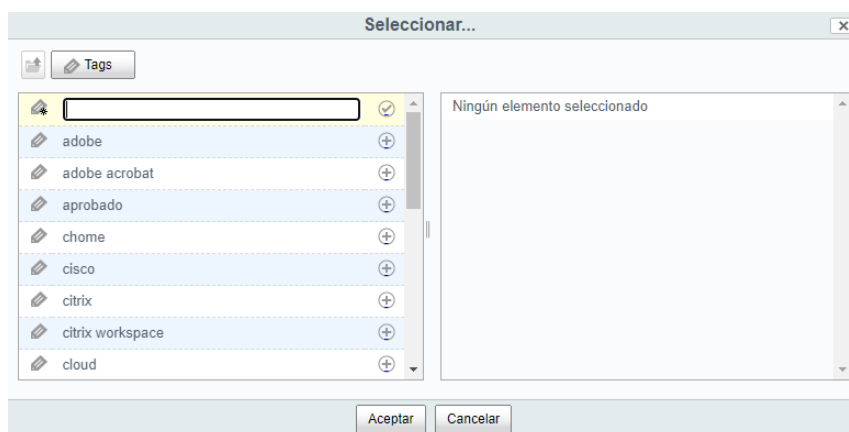 Seleccionar...
Tags
Ningún elemento seleccionado
adobe
adobe acrobat
aprobado
chome
cisco
citrix
citrix workspace
cloud
Aceptar Cancelar